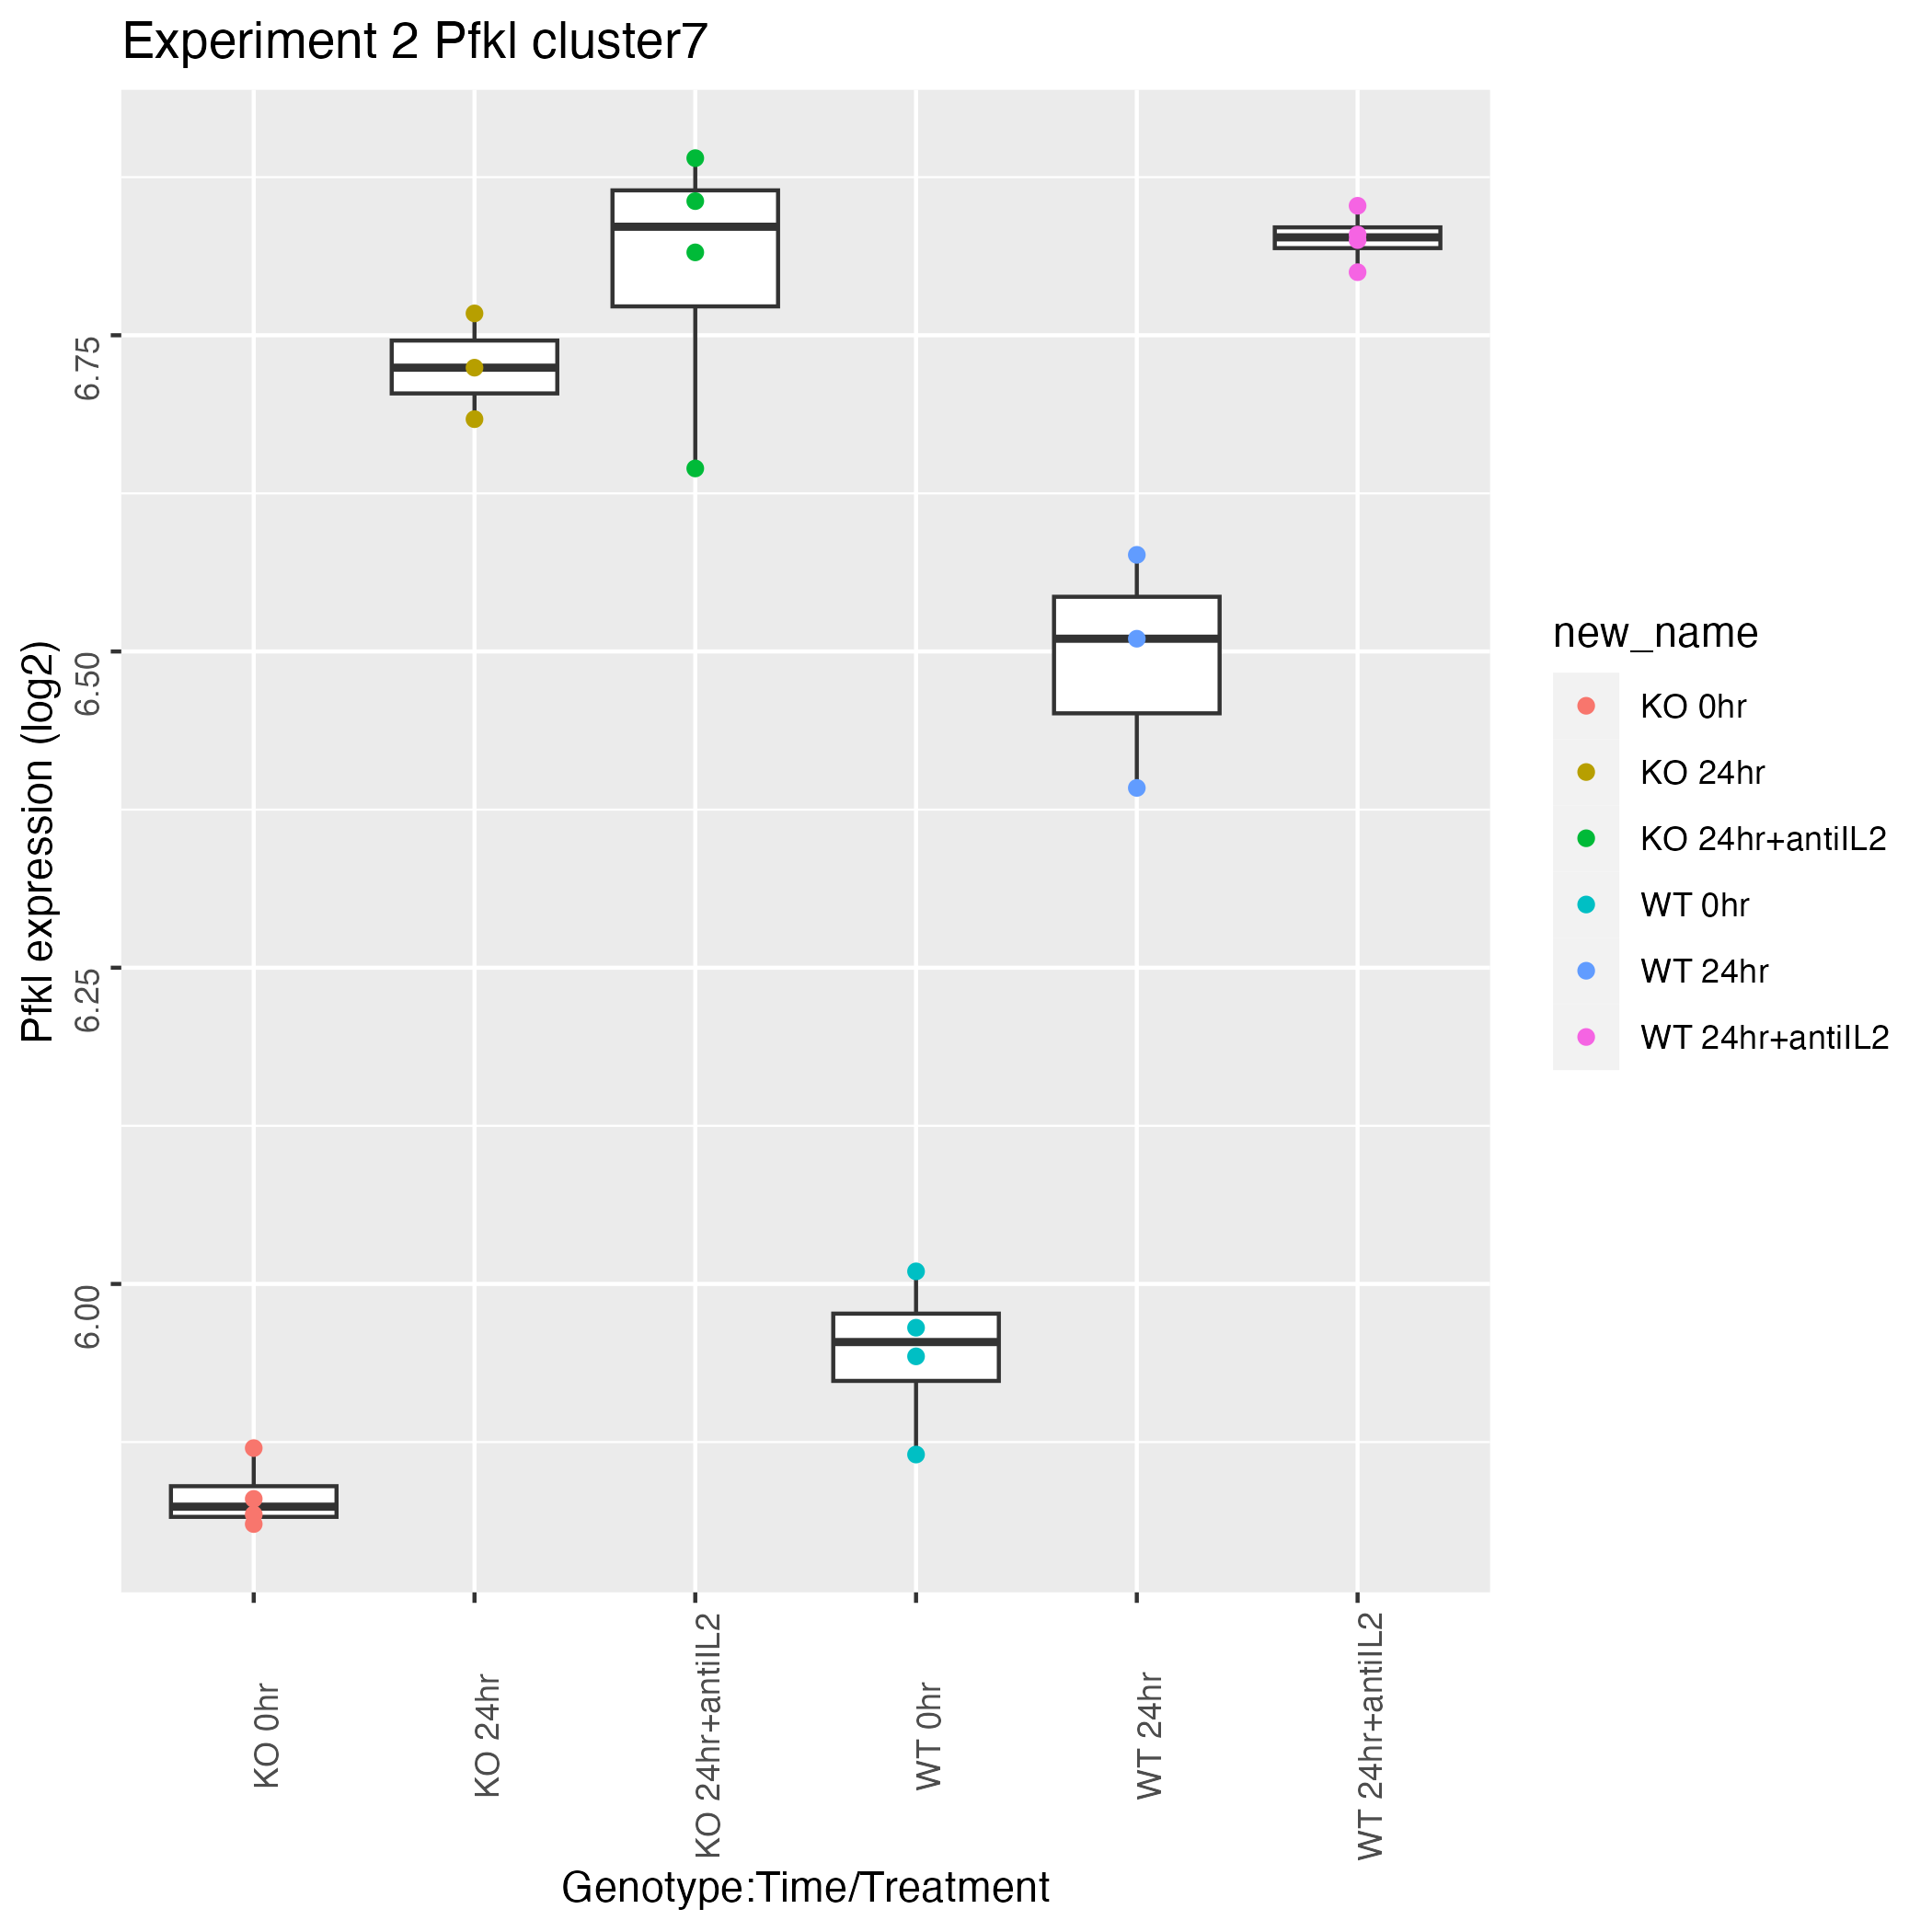 Experiment 2 Pfkl cluster7
Pfkl expression (log2)
6.75
6.50
6.25
6.00
KO 0hr
KO 24hr
KO 24hr+antiIL2
WT 0hr
WT 24hr
WT 24hr+antiIL2
Genotype:Time/Treatment
new_name
KO 0hr
KO 24hr
KO 24hr+antiIL2
WT 0hr
WT 24hr
WT 24hr+antiIL2